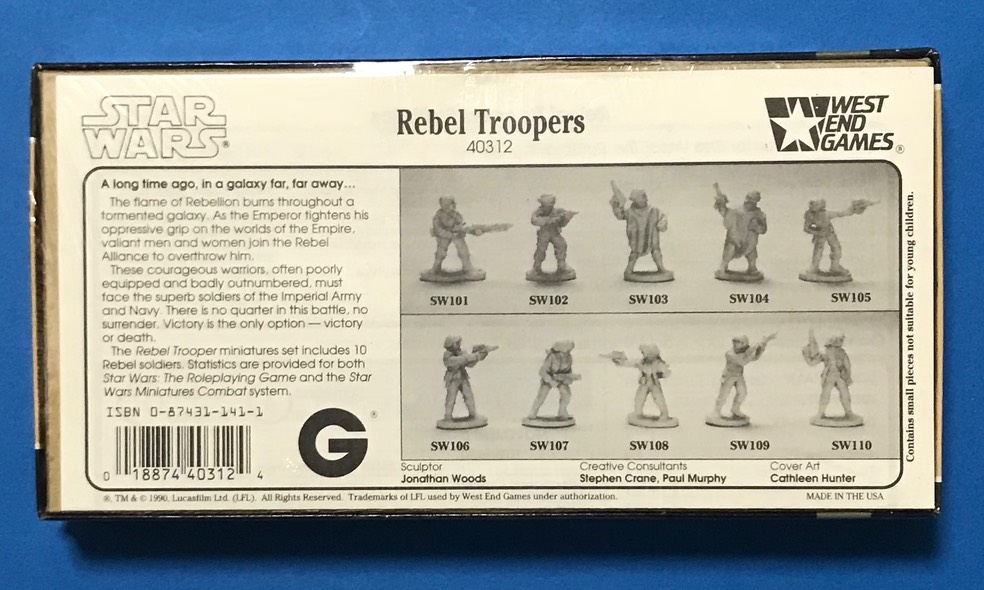 STAR
WARS®
Rebel Troopers
40312
WEST
END
GAMES®
A long time ago, in a galaxy far, far away...
The flame of Rebellion burns throughout a
tormented galaxy. As the Emperor tightens his
oppressive grip on the worlds of the Empire,
valiant men and women join the Rebel
Alliance to overthrow him.
These courageous warriors, often poorly
equipped and badly outnumbered, must
face the superb soldiers of the Imperial Army
and Navy. There is no quarter in this battle, no
surrender. Victory is the only option — victory
or death.
The Rebel Trooper miniatures set includes 10
Rebel soldiers. Statistics are provided for both
Star Wars: The Roleplaying Game and the Star
Wars Miniatures Combat system.
ISBN 0-87431-141-1
0 18874 40312 4
G®
SW101 SW102 SW103 SW104 SW105
SW106 SW107 SW108 SW109 SW110
Sculptor
Jonathan Woods
Creative Consultants
Stephen Crane, Paul Murphy
Cover Art
Cathleen Hunter
Contains small pieces not suitable for young children.
®, TM & © 1990, Lucasfilm Ltd. (LFL). All Rights Reserved. Trademarks of LFL used by West End Games under authorization.
MADE IN THE USA